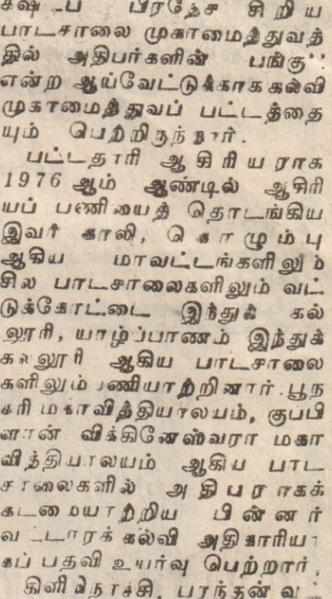 பிரதேச சிறிய
பாடசாலை முகாமைத்துவத்
தில் அதிபர்களின் பங்கு"
என்ற ஆய்வேட்டுக்காக கல்வி
முகாமைத்துவப் பட்டத்தை
யும் பெற்றிருந்தார்.
பட்டதாரி ஆசிரியராக
1976 ஆம் ஆண்டில் ஆசிரி
யப் பணியைத் தொடங்கிய
இவர் காலி, கொழும்பு
ஆகிய மாவட்டங்களிலும்
சில பாடசாலைகளிலும் வட்
டுக்கோட்டை இந்துக் கல்
லூரி, யாழ்ப்பாணம் இந்துக்
கல்லூரி ஆகிய பாடசாலை
களிலும் பணியாற்றினார். பூந
கரி மகாவித்தியாலயம், குப்பி
ளான் விக்கினேஸ்வரா மகா
வித்தியாலயம் ஆகிய பாட
சாலைகளில் அதிபராகக்
கடமையாற்றிய பின்னர்
வட்டாரக் கல்வி அதிகாரியா
கப் பதவி உயர்வு பெற்றார்.
கிளிநொச்சி, பரந்தன்